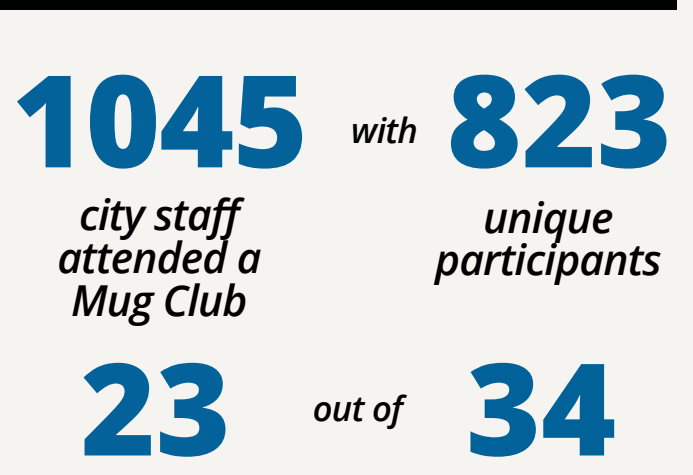 1045 with 823
city staff
attended a
Mug Club
unique
participants
23 out of 34